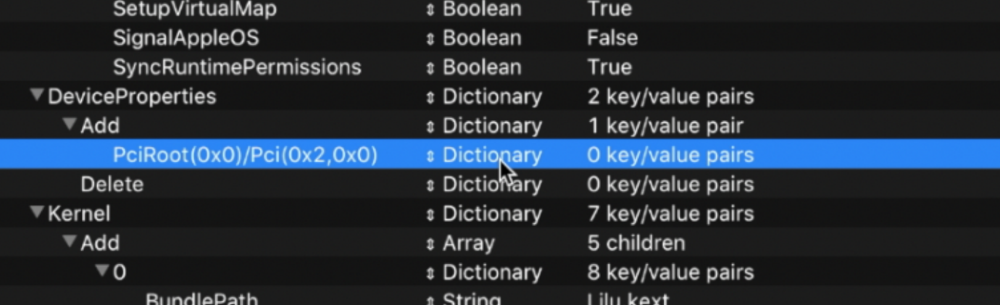 SetupVirtualMap Boolean True
SignalAppleOS Boolean False
SyncRuntimePermissions Boolean True
DeviceProperties Dictionary 2 key/value pairs
Add Dictionary 1 key/value pair
PciRoot(0x0)/Pci(0x2,0x0) Dictionary 0 key/value pairs
Delete Dictionary 0 key/value pairs
Kernel Dictionary 7 key/value pairs
Add Array 5 children
0 Dictionary 8 key/value pairs
BundlePath String Lilu.kext